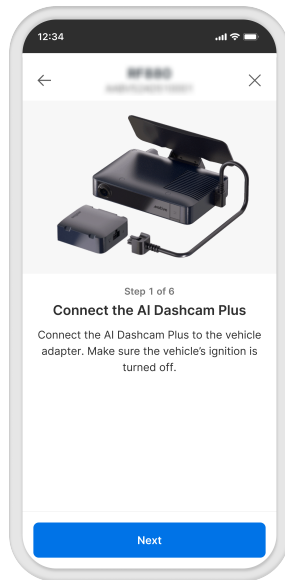 12:34
Step 1 of 6
Connect the AI Dashcam Plus
Connect the AI Dashcam Plus to the vehicle
adapter. Make sure the vehicle’s ignition is
turned off.
Next